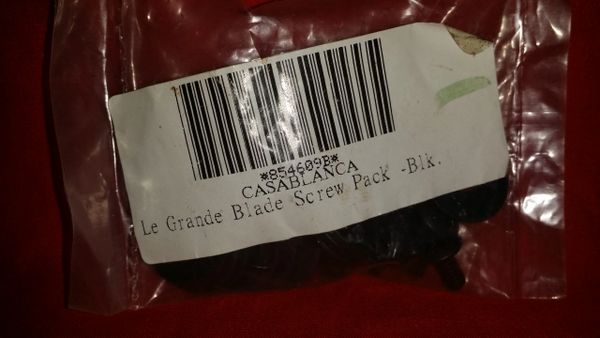 *854609B*
CASABLANCA
Le Grande Blade Screw Pack -Blk.